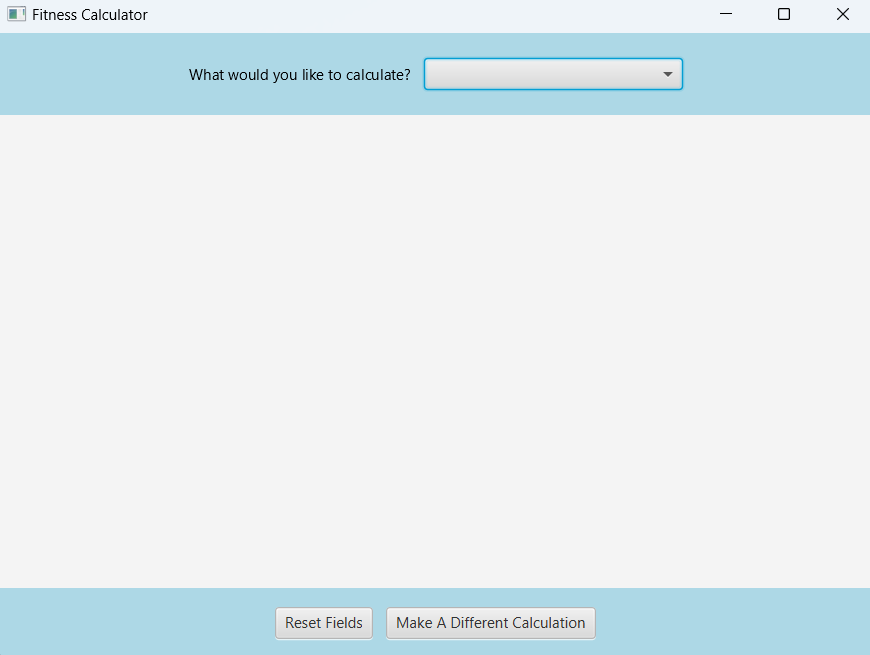 Fitness Calculator
What would you like to calculate?
Reset Fields
Make A Different Calculation